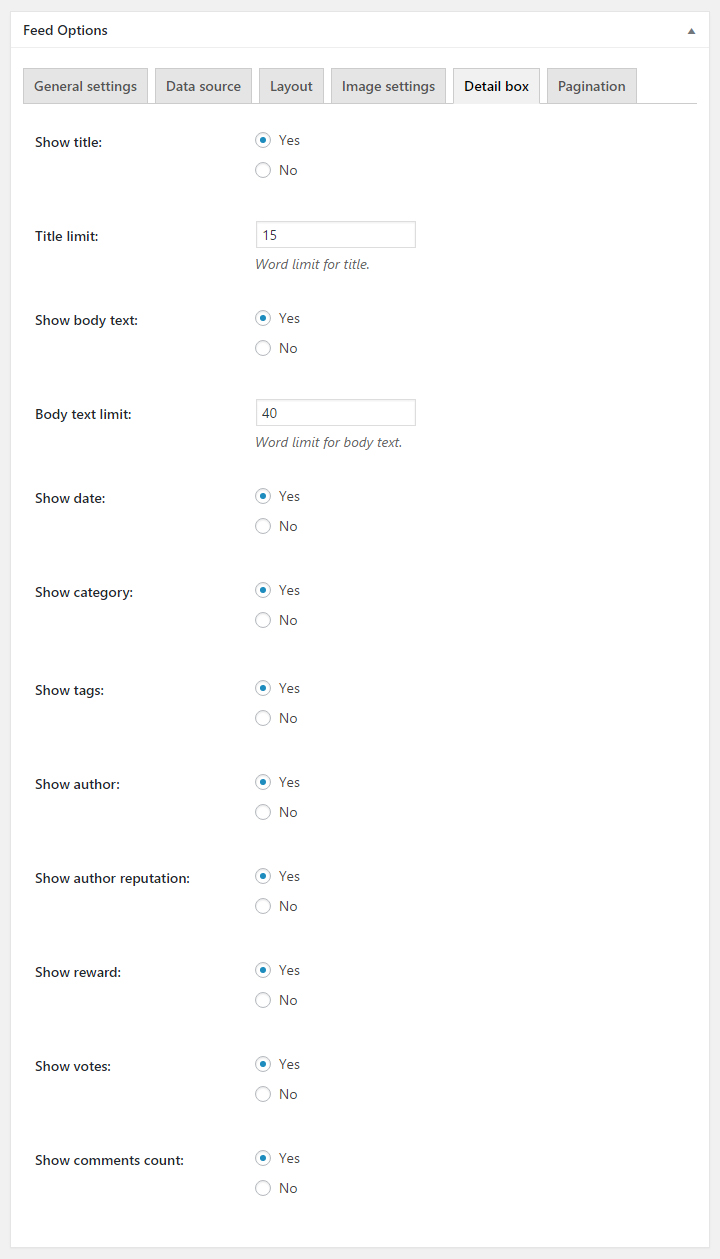 Feed Options
General settings Data source Layout Image settings Detail box Pagination
Show title: Yes
No
Title limit: 15
Word limit for title.
Show body text: Yes
No
Body text limit: 40
Word limit for body text.
Show date: Yes
No
Show category: Yes
No
Show tags: Yes
No
Show author: Yes
No
Show author reputation: Yes
No
Show reward: Yes
No
Show votes: Yes
No
Show comments count: Yes
No